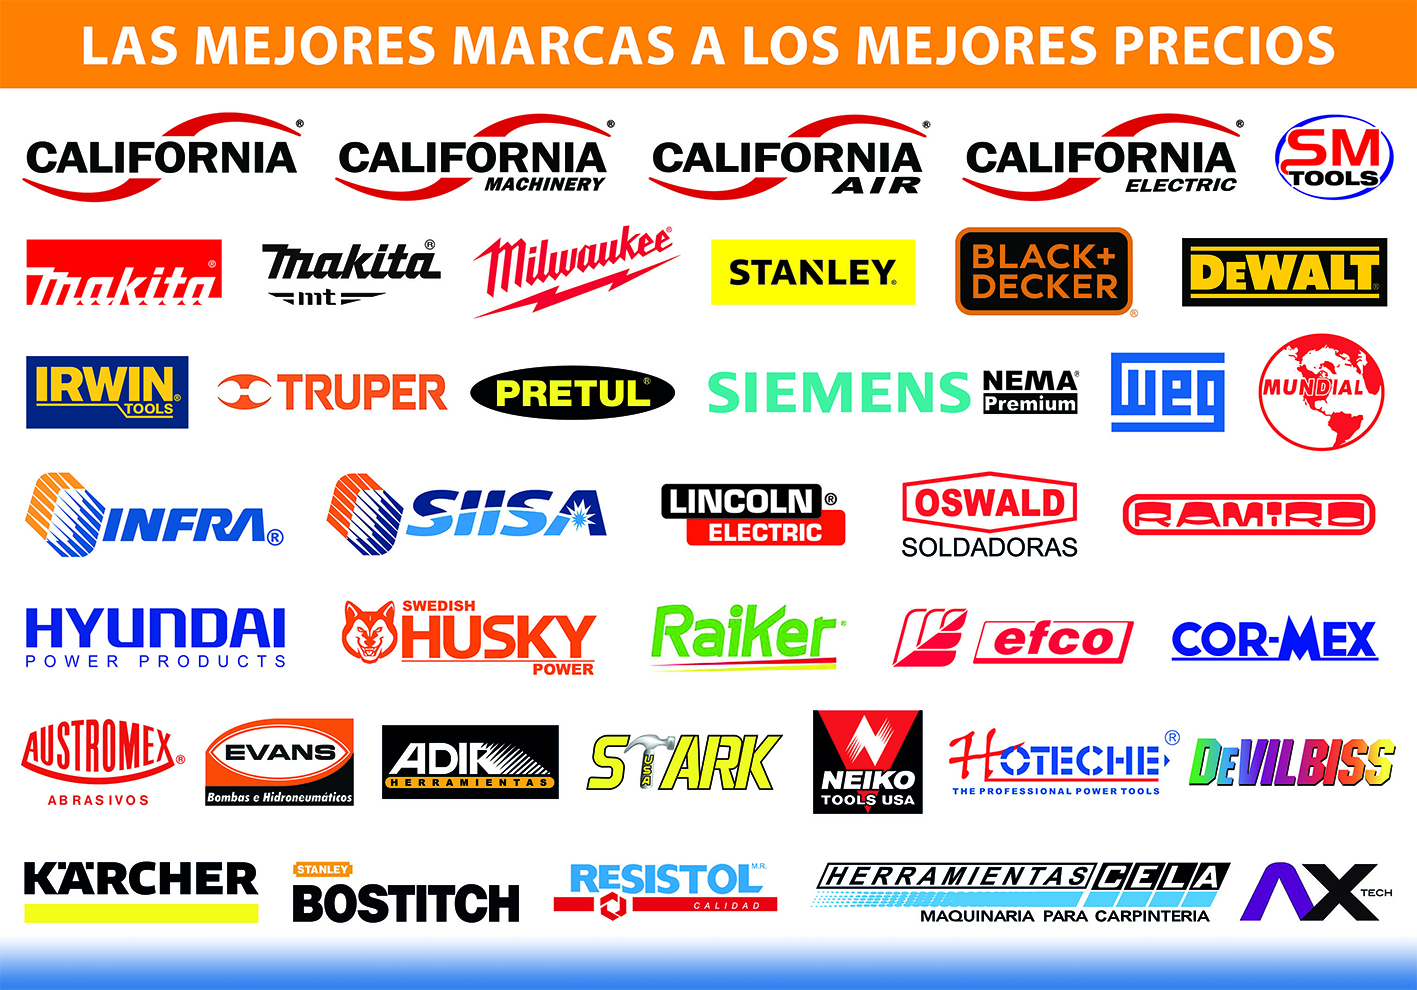 LAS MEJORES MARCAS A LOS MEJORES PRECIOS
CALIFORNIA®
CALIFORNIA®
MACHINERY
CALIFORNIA®
AIR
CALIFORNIA®
ELECTRIC
SM
TOOLS
makita®
makita®
mt
Milwaukee®
STANLEY®
BLACK+
DECKER®
DEWALT®
IRWIN®
TOOLS
TRUPER
PRETUL®
SIEMENS
NEMA®
Premium
weg
MUNDIAL
INFRA®
SIISA
LINCOLN®
ELECTRIC
OSWALD
SOLDADORAS
RAMIRO
HYUNDAI
POWER PRODUCTS
SWEDISH
HUSKY
POWER
RaiKer®
efco
COR-MEX
AUSTROMEX®
ABRASIVOS
EVANS
Bombas e Hidroneumáticos
ADIR
HERRAMIENTAS
STARK
USA
NEIKO
TOOLS USA
HOTECHE®
THE PROFESSIONAL POWER TOOLS
DeVILBISS
KÄRCHER
STANLEY
BOSTITCH
RESISTOL M.R.
CALIDAD
HERRAMIENTAS CELA
MAQUINARIA PARA CARPINTERIA
AX
TECH